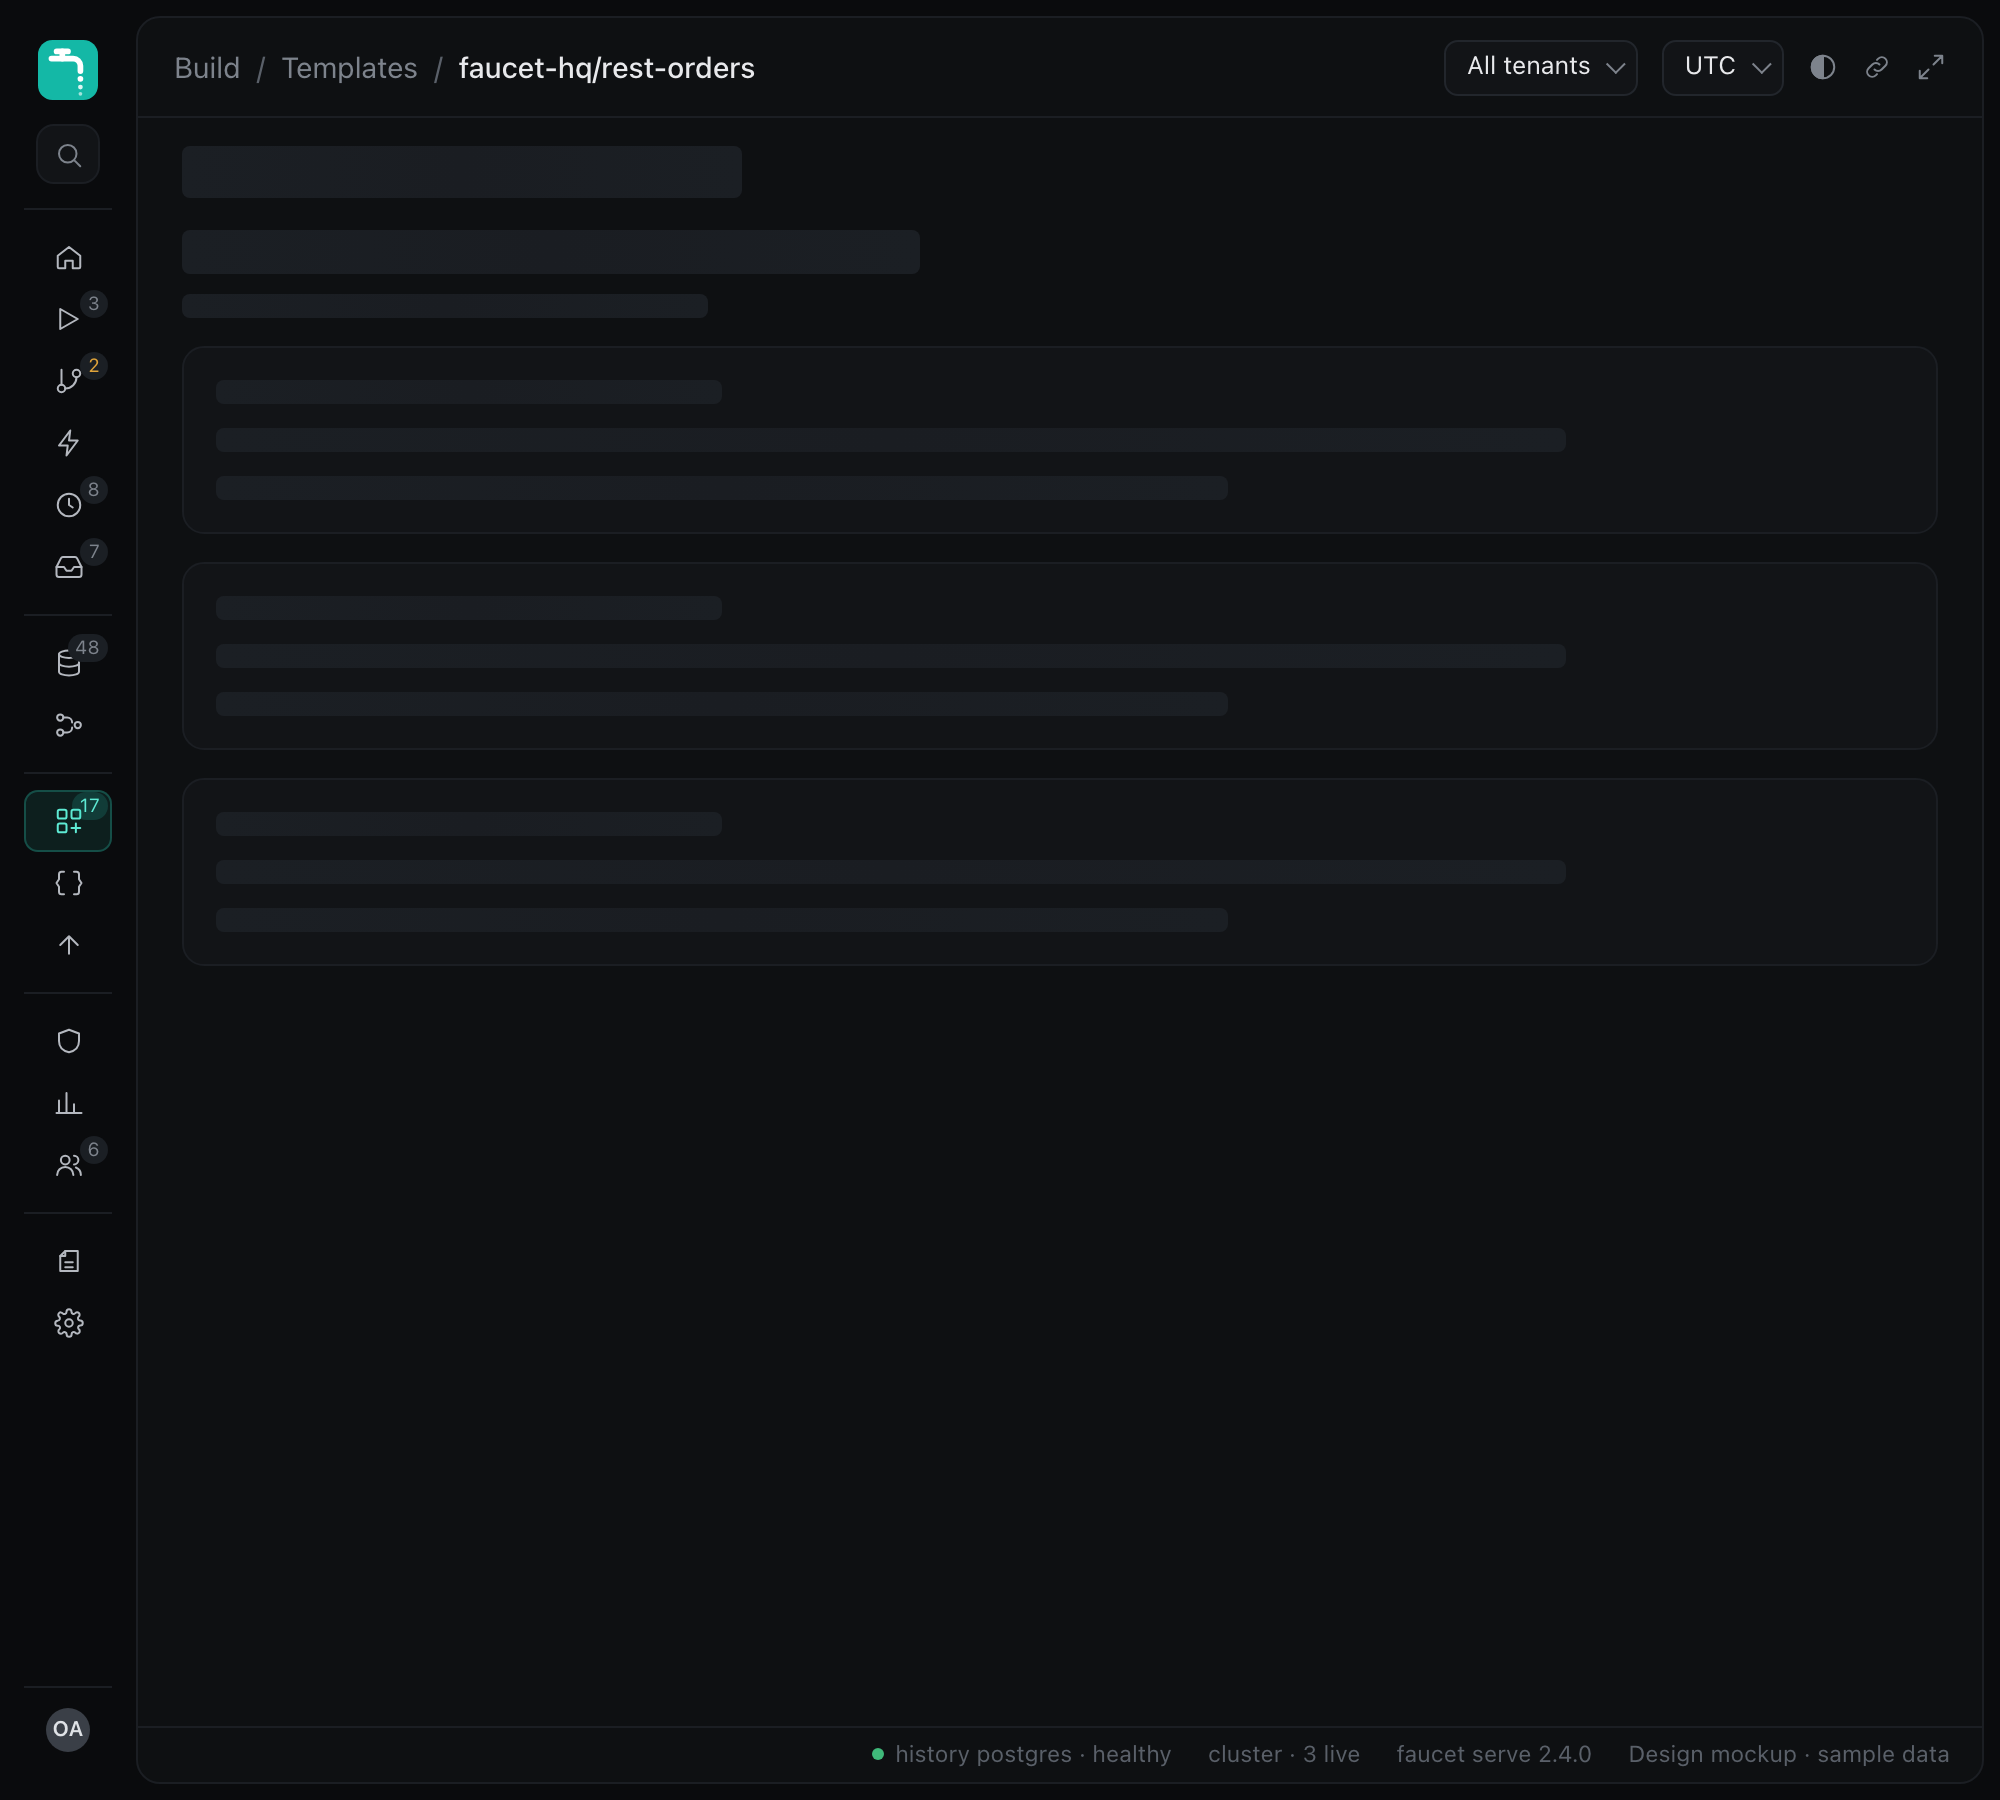 Build / Templates / faucet-hq/rest-orders
All tenants
UTC
3
2
8
7
48
17
6
OA
history postgres · healthy
cluster · 3 live
faucet serve 2.4.0
Design mockup · sample data